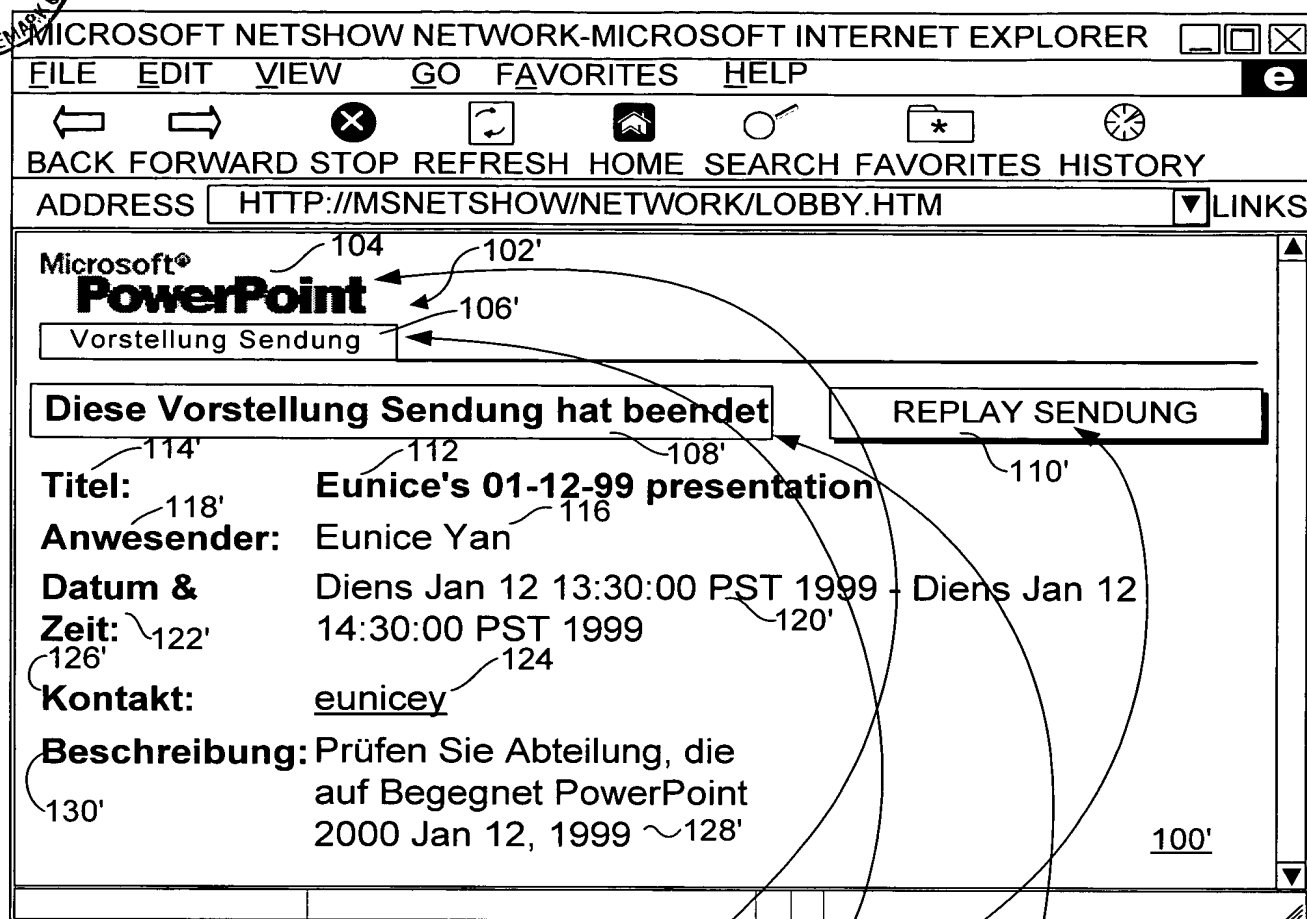 EMARK
MICROSOFT NETSHOW NETWORK-MICROSOFT INTERNET EXPLORER
FILE EDIT VIEW GO FAVORITES HELP
e
BACK FORWARD STOP REFRESH HOME SEARCH FAVORITES HISTORY
ADDRESS HTTP://MSNETSHOW/NETWORK/LOBBY.HTM LINKS
104 102'
Microsoft®
PowerPoint
106'
Vorstellung Sendung
Diese Vorstellung Sendung hat beendet REPLAY SENDUNG
114' 112 108' 110'
Titel: Eunice's 01-12-99 presentation
118' 116
Anwesender: Eunice Yan
Datum & Diens Jan 12 13:30:00 PST 1999 - Diens Jan 12
Zeit: 122' 14:30:00 PST 1999 120'
126' 124
Kontakt: eunicey
Beschreibung: Prüfen Sie Abteilung, die
auf Begegnet PowerPoint
130' 2000 Jan 12, 1999 128' 100'